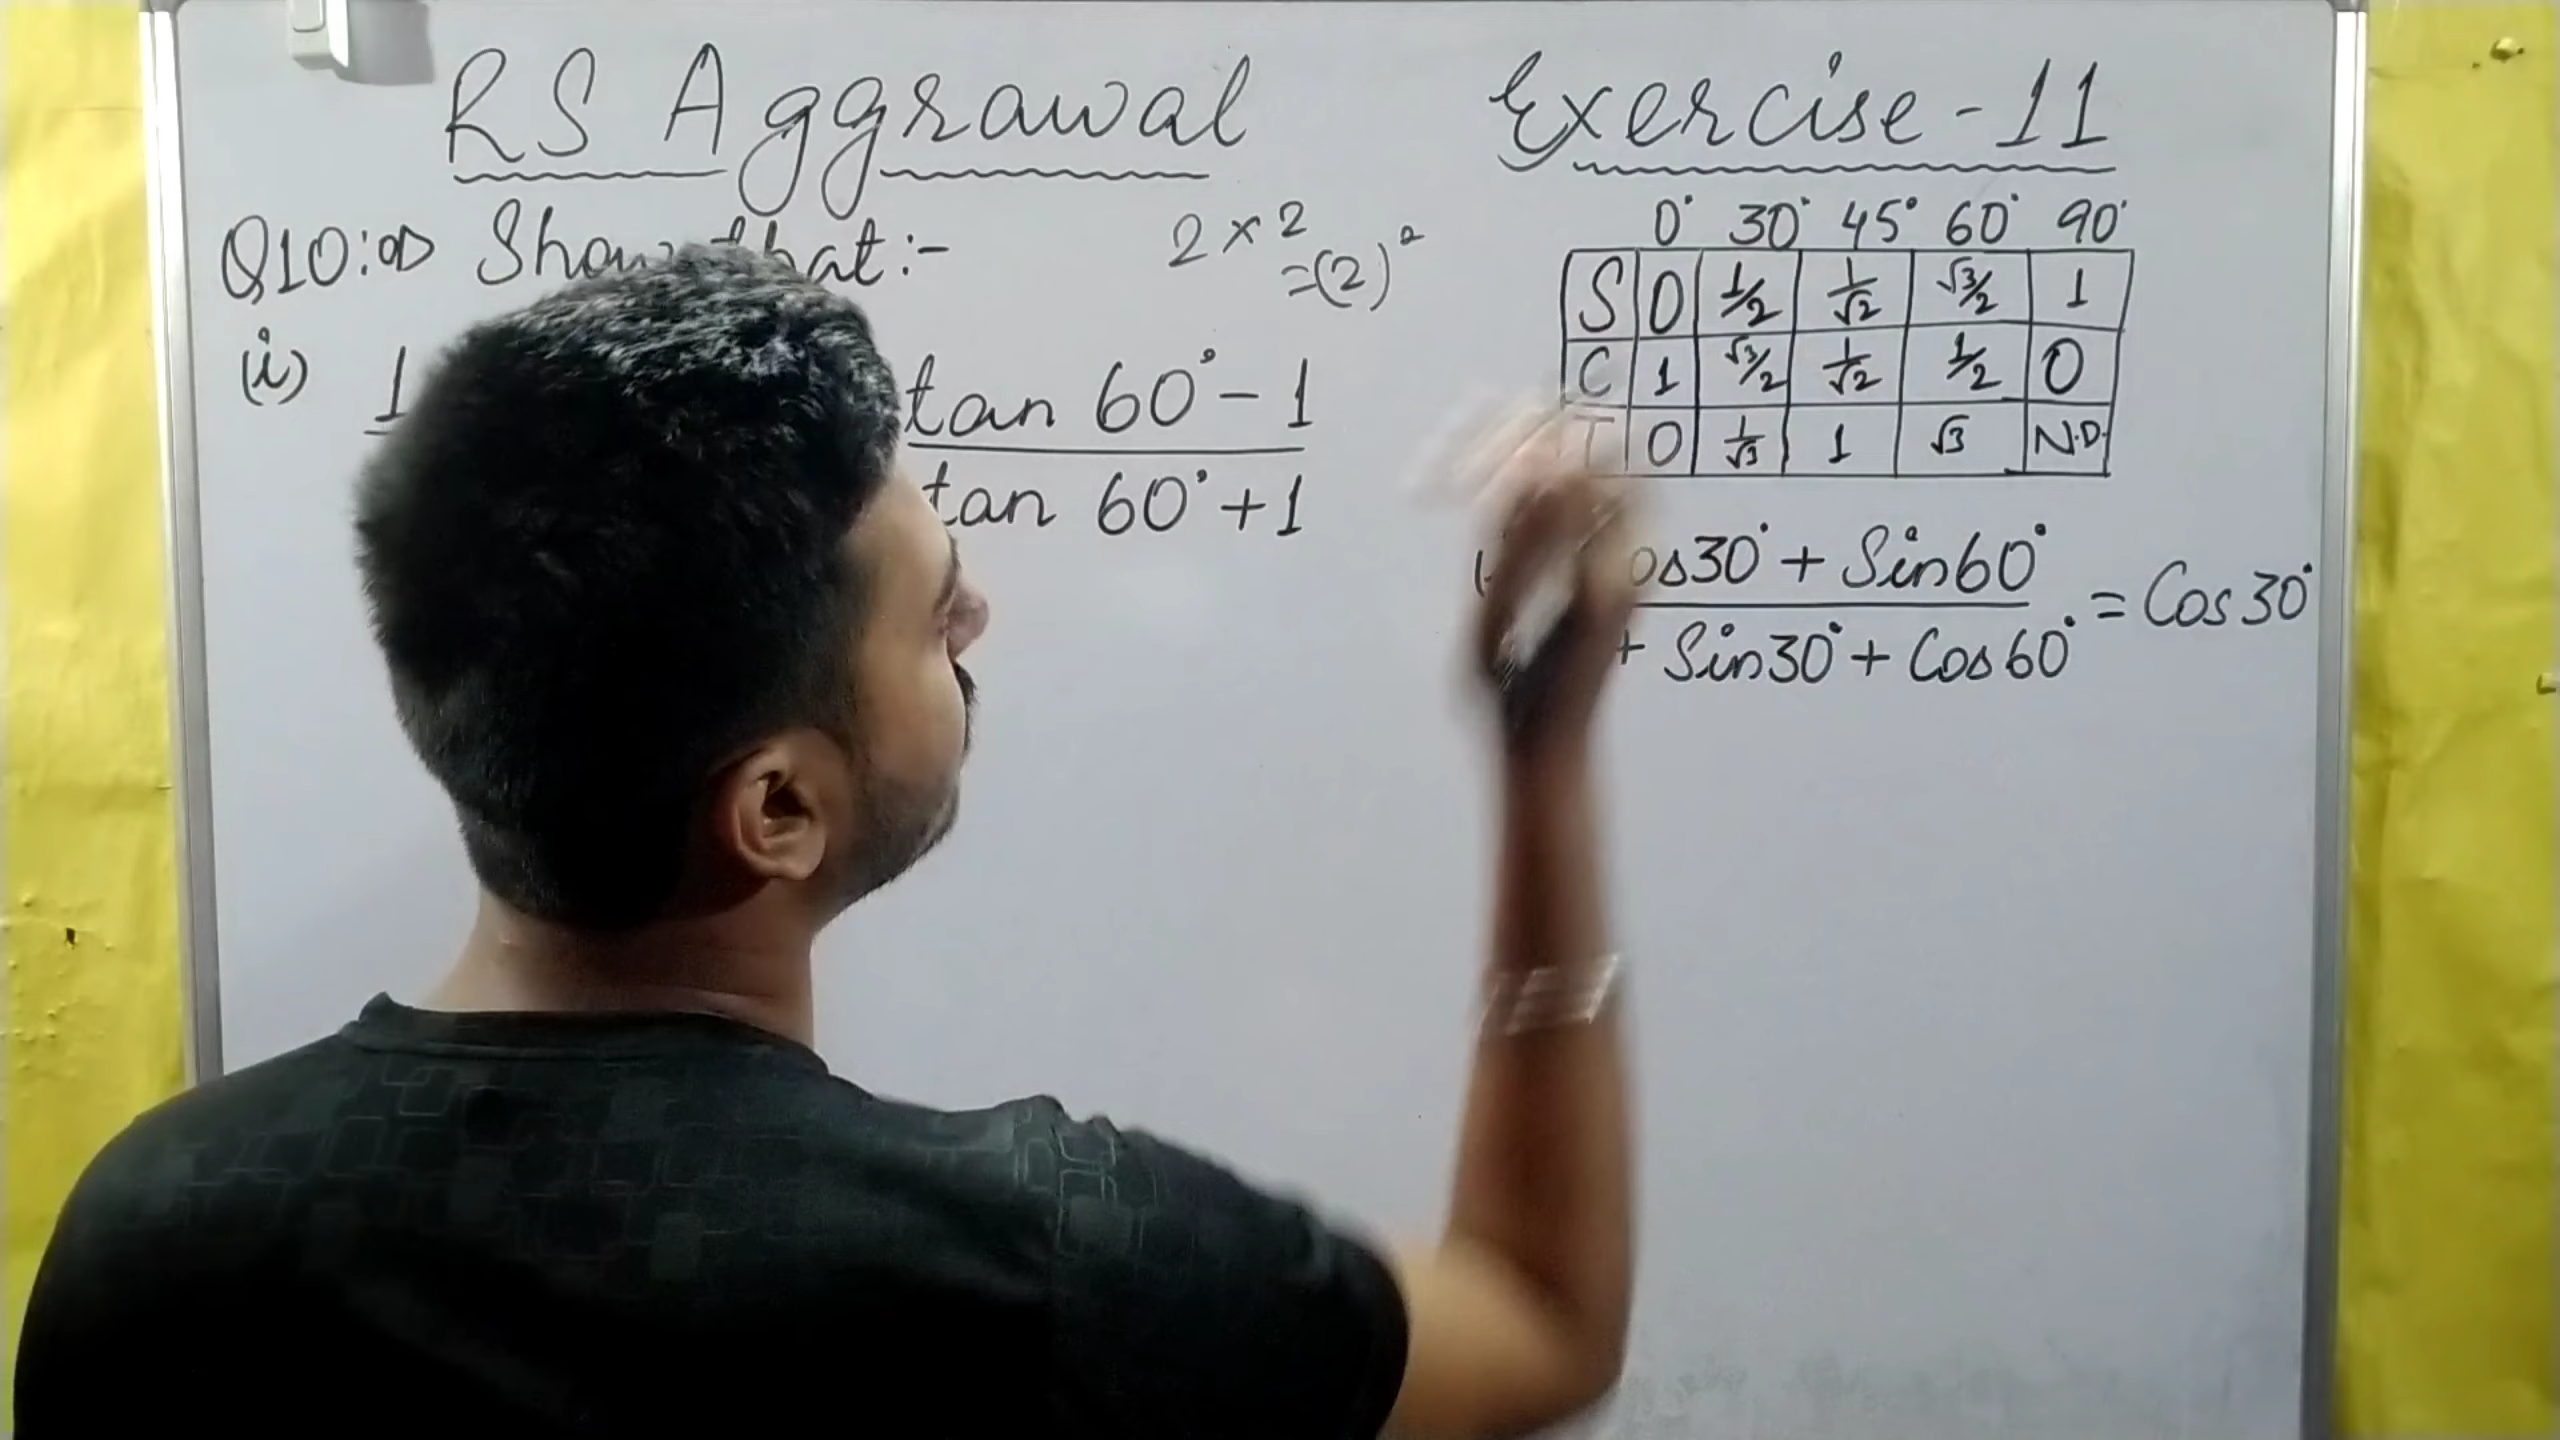 RS Aggrawal Exercise-11
Q10:⇒ Show that:-
2×2
=(2)²
(i) 1
tan 60°-1
tan 60°+1
0° 30° 45° 60° 90°
S 0 1/2 1/√2 √3/2 1
C 1 √3/2 1/√2 1/2 0
T 0 1/√3 1 √3 N.D.
os30° + Sin60°
+ Sin30° + Cos60°
= Cos30°